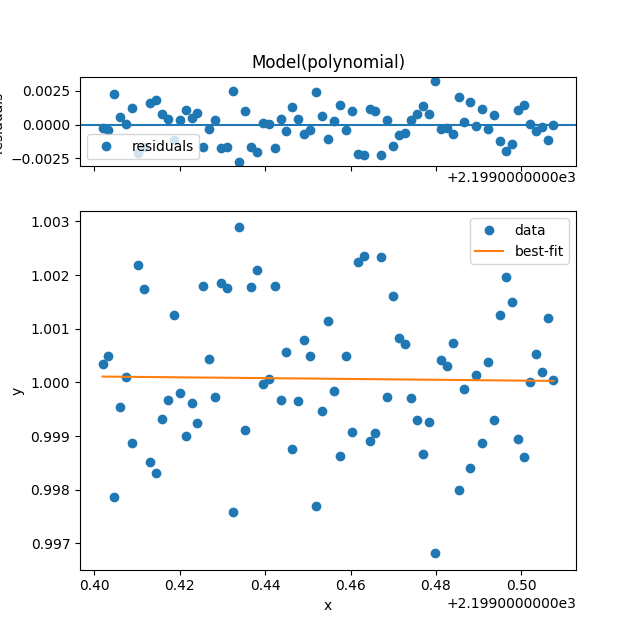 Model(polynomial)
0.0025
0.0000
−0.0025
residuals
residuals
+2.1990000000e3
1.003
1.002
1.001
1.000
0.999
0.998
0.997
y
data
best-fit
0.40
0.42
0.44
0.46
0.48
0.50
x
+2.1990000000e3